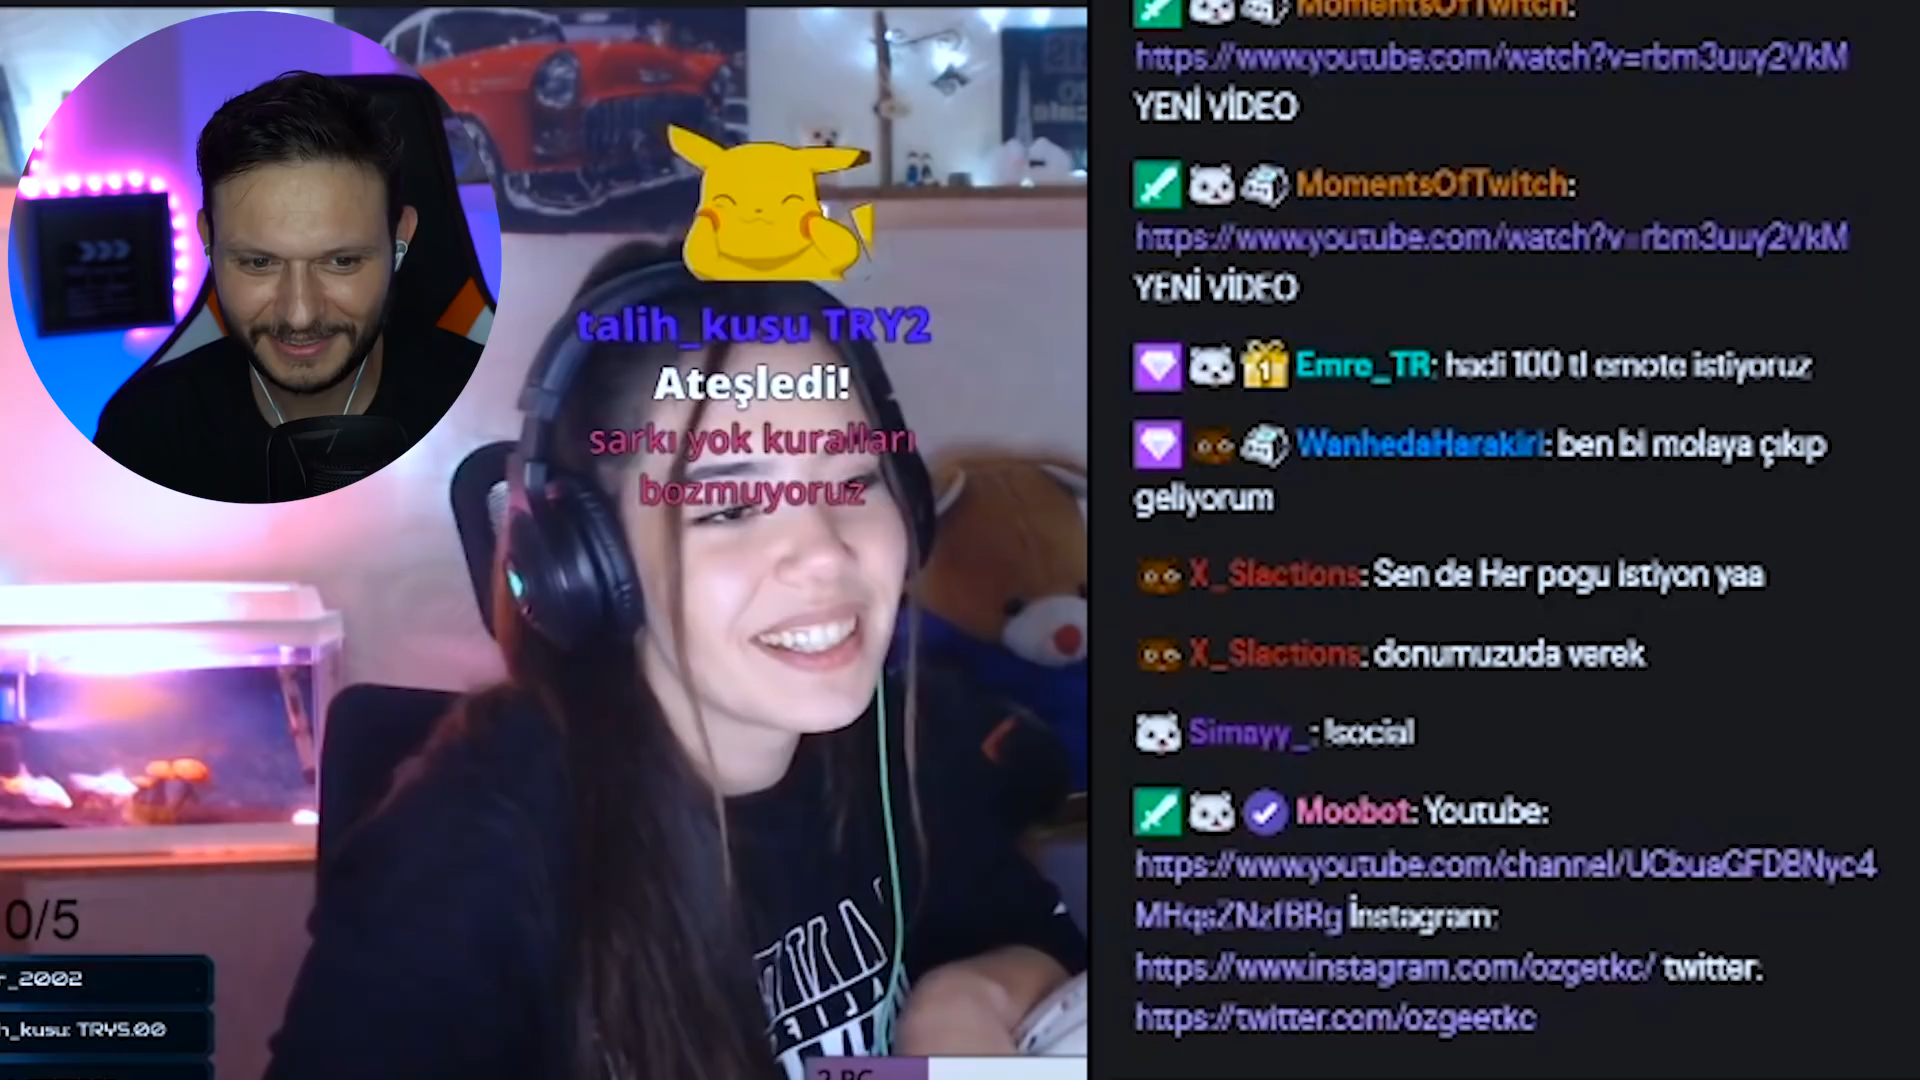 talih_kusu TRY2
Ateşledi!
sarkı yok kuralları
bozmuyoruz
0/5
r_2002
h_kusu: TRY5.00
MomentsOfTwitch:
https://www.youtube.com/watch?v=rbm3uuy2VkM
YENİ VİDEO
MomentsOfTwitch:
https://www.youtube.com/watch?v=rbm3uuy2VkM
YENİ VİDEO
Emre_TR: hadi 100 tl emote istiyoruz
WanhedaHarakiri: ben bi molaya çıkıp
geliyorum
X_Slactions: Sen de Her pogu istiyon yaa
X_Slactions: donumuzuda verek
Simayy_: !social
Moobot: Youtube:
https://www.youtube.com/channel/UCbuaGFDBNyc4
MHqsZNzfBRg İnstagram:
https://www.instagram.com/ozgetkc/ twitter:
https://twitter.com/ozgeetkc